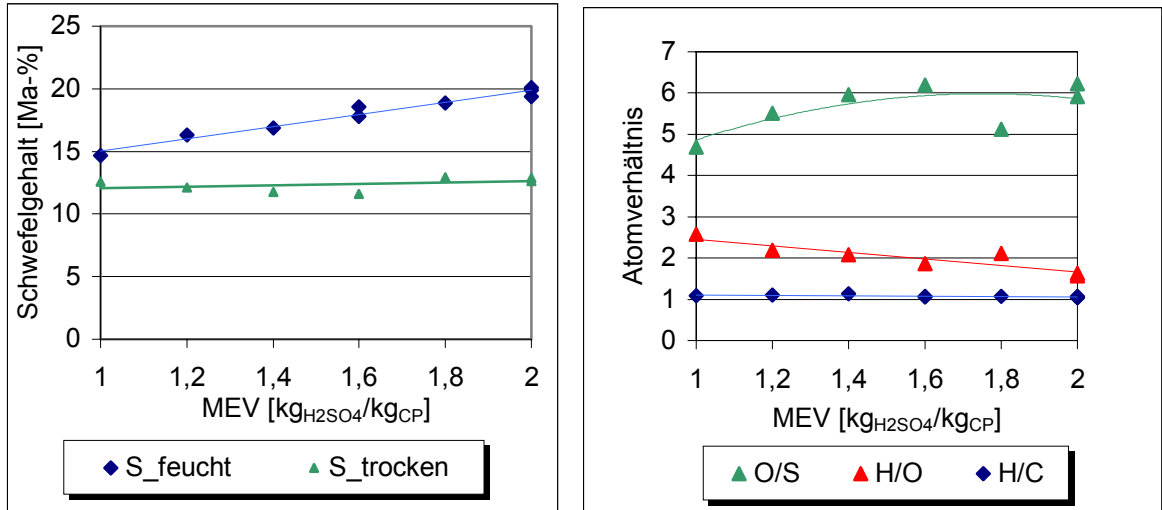 Schwefelgehalt [Ma-%]
25
20
15
10
5
0
1 1,2 1,4 1,6 1,8 2
MEV [kgH2SO4/kgCP]
S_feucht S_trocken
Atomverhältnis
7
6
5
4
3
2
1
0
1 1,2 1,4 1,6 1,8 2
MEV [kgH2SO4/kgCP]
O/S H/O H/C